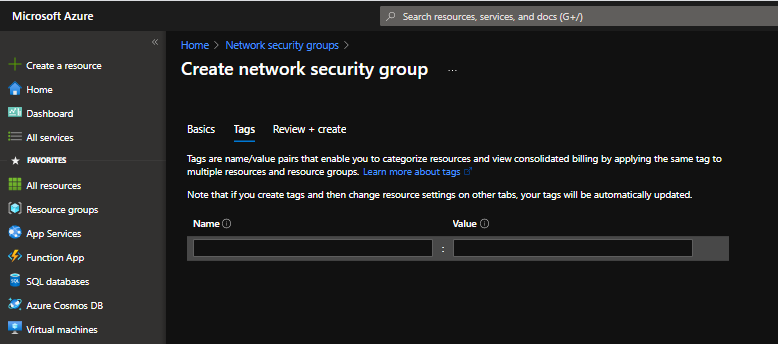 Microsoft Azure
Search resources, services, and docs (G+/)
«
Create a resource
Home
Dashboard
All services
FAVORITES
All resources
Resource groups
App Services
Function App
SQL databases
Azure Cosmos DB
Virtual machines
Home > Network security groups >
Create network security group ...
Basics Tags Review + create
Tags are name/value pairs that enable you to categorize resources and view consolidated billing by applying the same tag to
multiple resources and resource groups. Learn more about tags
Note that if you create tags and then change resource settings on other tabs, your tags will be automatically updated.
Name Value
: